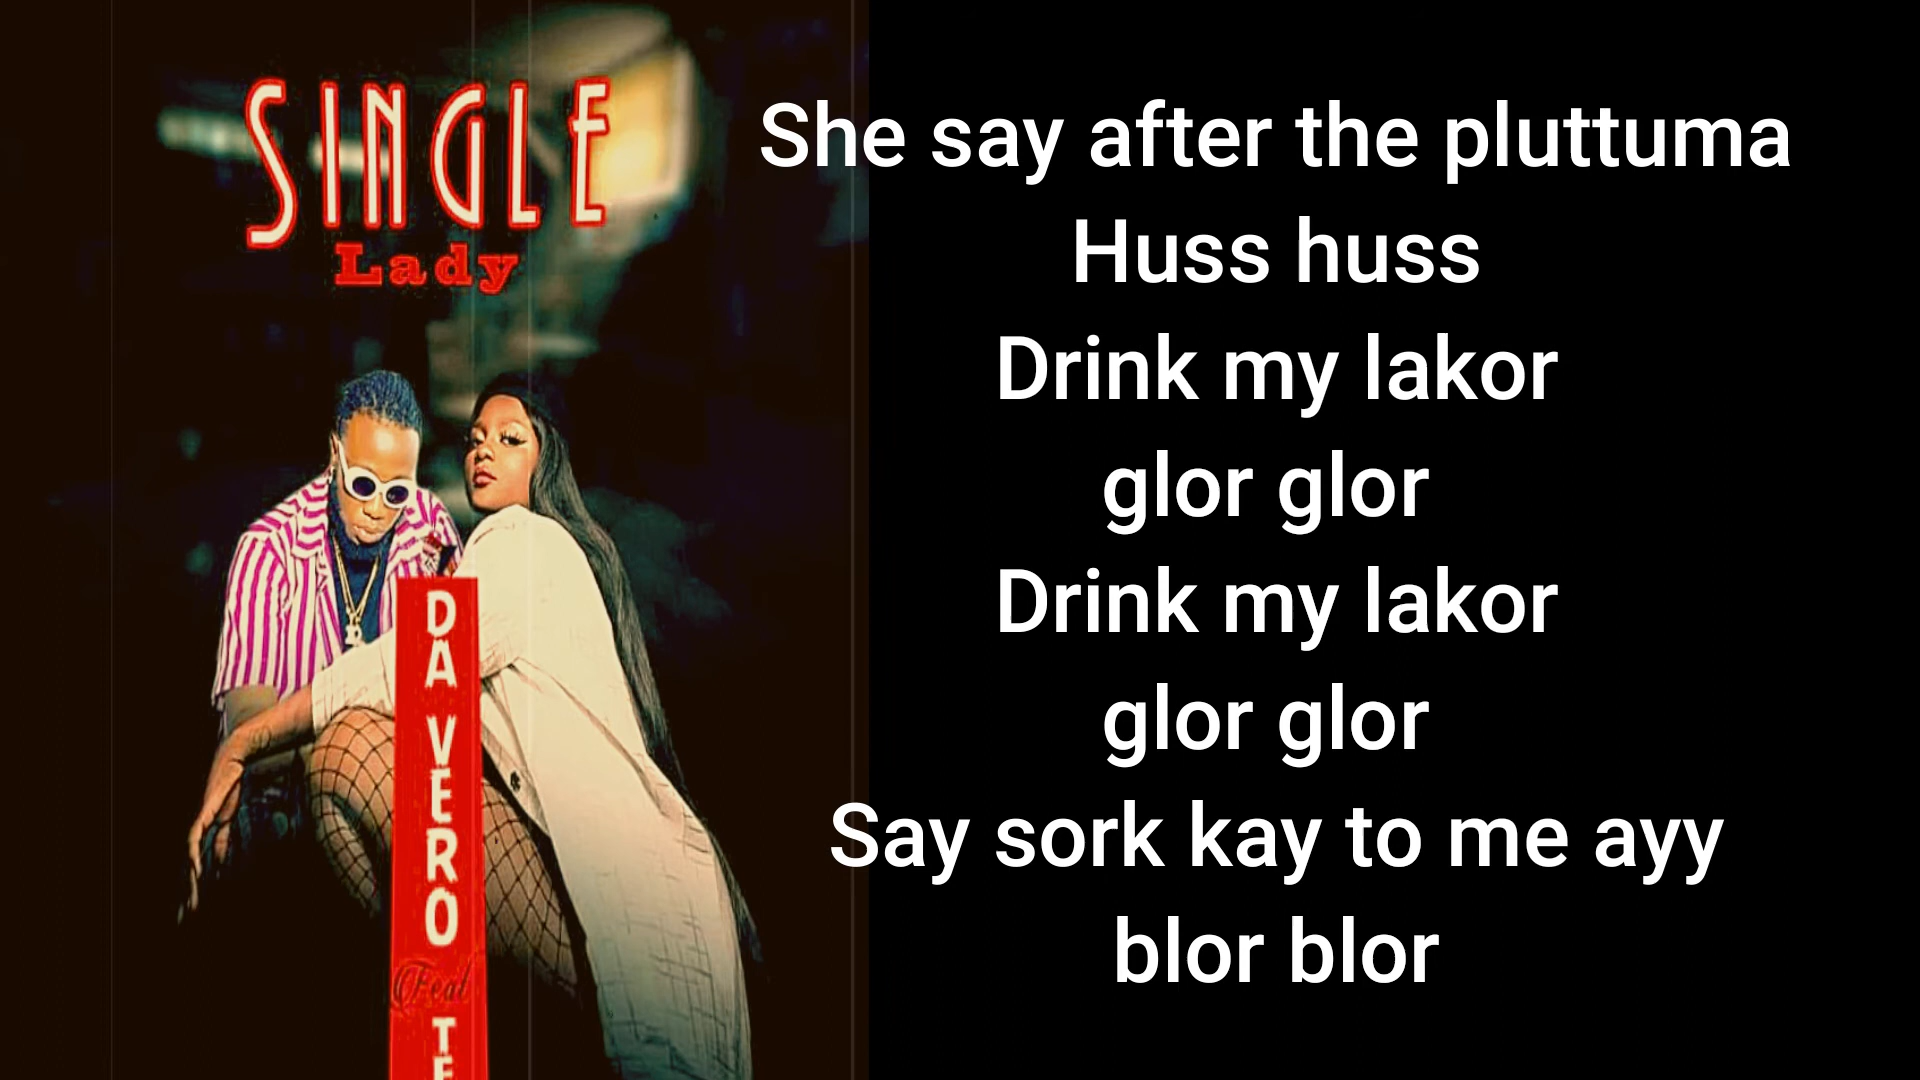 SINGLE
Lady
DA VERO
Feat
TE
She say after the pluttuma
Huss huss
Drink my lakor
glor glor
Drink my lakor
glor glor
Say sork kay to me ayy
blor blor